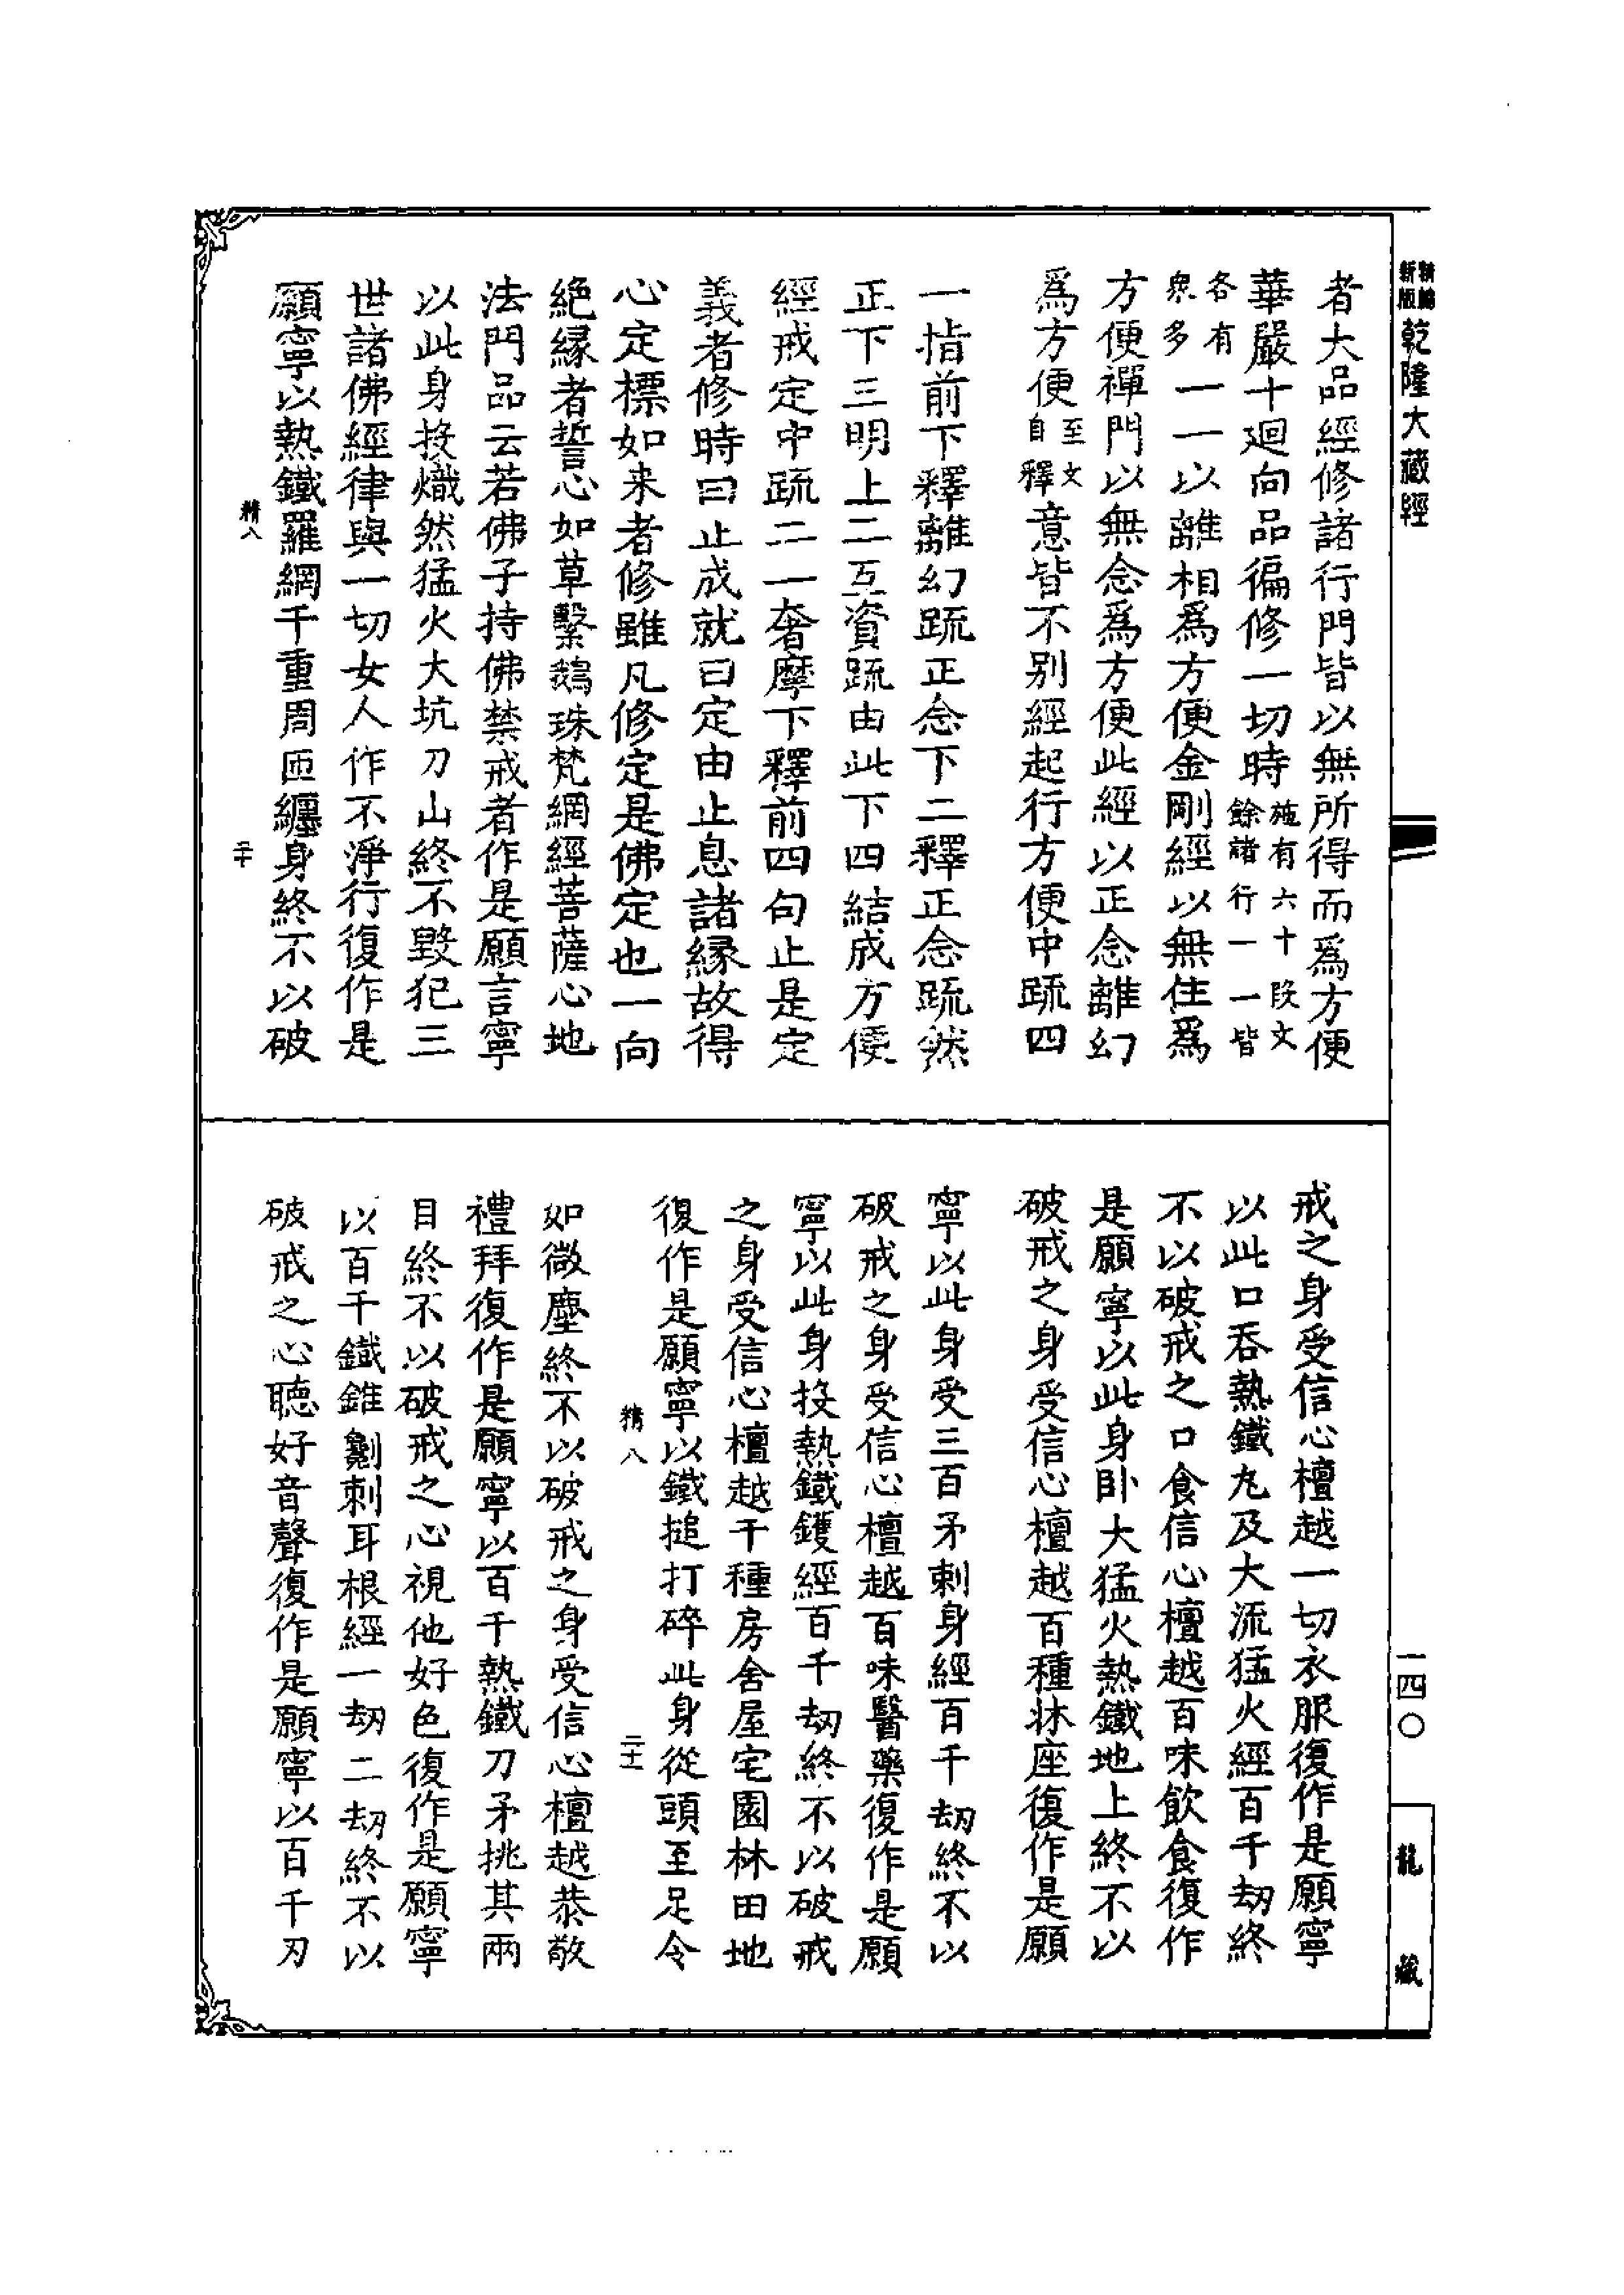 精編新版乾隆大藏經
者大品經修諸行門皆以無所得而爲方便
華嚴十廻向品徧修一切時施有六十段文餘諸行一一皆
各有衆多一一以離相爲方便金剛經以無住爲
方便禪門以無念爲方便此經以正念離幻
爲方便至文自釋意皆不别經起行方便中䟽四
一指前下釋離幻䟽正念下二釋正念䟽然
正下三明上二互資䟽由此下四結成方便
經戒定中䟽二一奢摩下釋前四句止是定
義者修時曰止成就曰定由止息諸緣故得
心定標如来者修雖凡修定是佛定也一向
絕緣者誓心如草繫鵝珠梵網經菩薩心地
法門品云若佛子持佛禁戒者作是願言寧
以此身投熾然猛火大坑刀山終不毀犯三
世諸佛經律與一切女人作不淨行復作是
願寧以熱鐵羅網千重周匝纏身終不以破
精八
二十
戒之身受信心檀越一切衣服復作是願寧
以此口吞熱鐵丸及大流猛火經百千劫終
不以破戒之口食信心檀越百味飲食復作
是願寧以此身卧大猛火熱鐵地上終不以
破戒之身受信心檀越百種牀座復作是願
寧以此身受三百矛刺身經百千劫終不以
破戒之身受信心檀越百味醫藥復作是願
寧以此身投熱鐵鑊經百千劫終不以破戒
之身受信心檀越千種房舍屋宅園林田地
復作是願寧以鐵搥打碎此身從頭至足令
精八
二十一
如微塵終不以破戒之身受信心檀越恭敬
禮拜復作是願寧以百千熱鐵刀矛挑其兩
目終不以破戒之心視他好色復作是願寧
以百千鐵錐劖刺耳根經一劫二劫終不以
破戒之心聽好音聲復作是願寧以百千刃
一四〇
龍藏